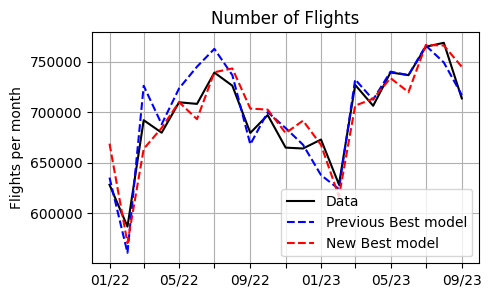 Number of Flights
Flights per month
750000
700000
650000
600000
01/22
05/22
09/22
01/23
05/23
09/23
Data
Previous Best model
New Best model